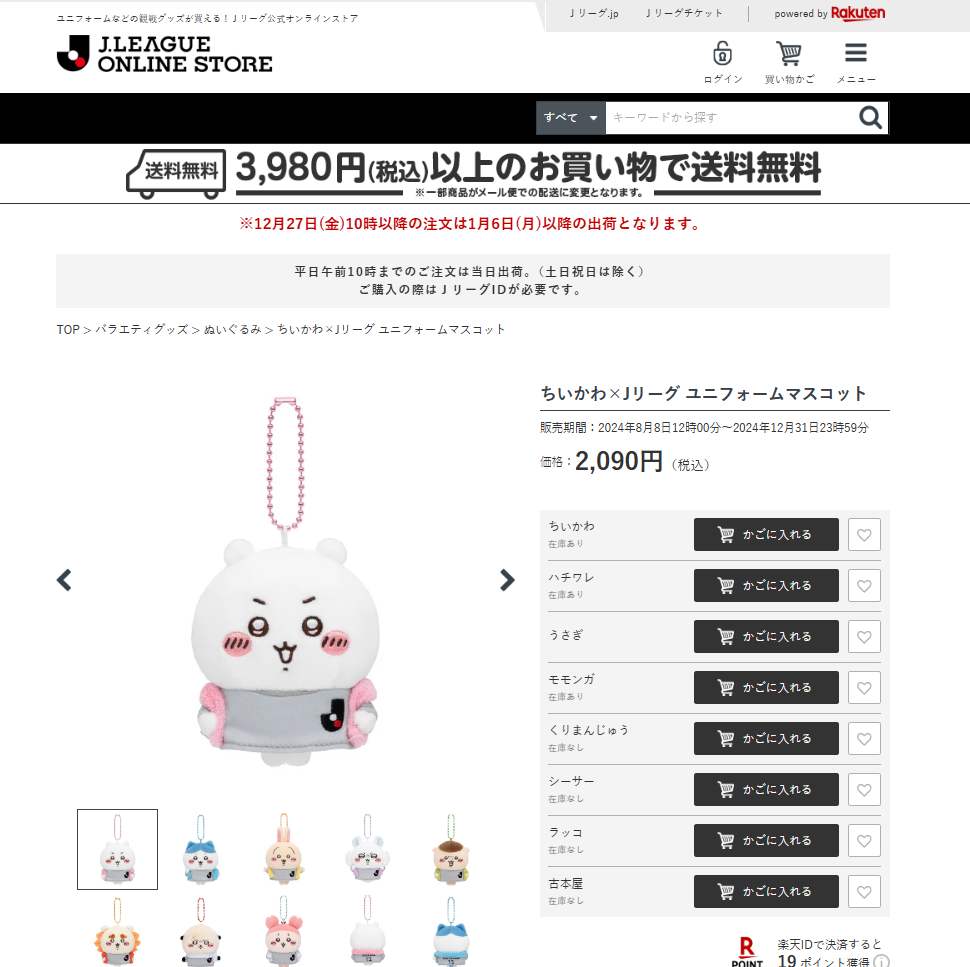 ユニフォームなどの観戦グッズが買える！Ｊリーグ公式オンラインストア
Ｊリーグ.jp
Ｊリーグチケット
powered by Rakuten
J.LEAGUE
ONLINE STORE
ログイン
買い物かご
メニュー
すべて
キーワードから探す
送料無料
3,980円(税込)以上のお買い物で送料無料
※一部商品がメール便での配送に変更となります。
※12月27日(金)10時以降の注文は1月6日(月)以降の出荷となります。
平日午前10時までのご注文は当日出荷。（土日祝日は除く）
ご購入の際はＪリーグIDが必要です。
TOP > バラエティグッズ > ぬいぐるみ > ちいかわ×Jリーグ ユニフォームマスコット
ちいかわ×Jリーグ ユニフォームマスコット
販売期間：2024年8月8日12時00分～2024年12月31日23時59分
価格：2,090円（税込）
ちいかわ
在庫あり
かごに入れる
ハチワレ
在庫あり
かごに入れる
うさぎ
かごに入れる
モモンガ
在庫あり
かごに入れる
くりまんじゅう
在庫なし
かごに入れる
シーサー
在庫なし
かごに入れる
ラッコ
在庫なし
かごに入れる
古本屋
在庫なし
かごに入れる
R
POINT
楽天IDで決済すると
19 ポイント獲得